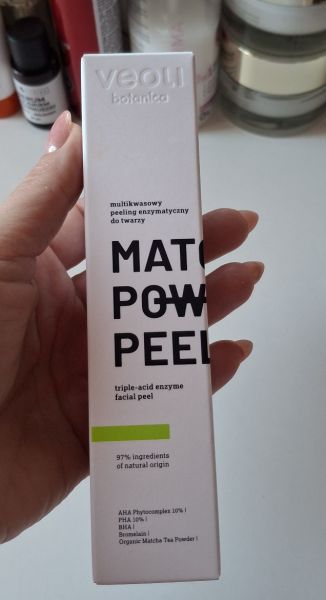 veoli
botanica
multikwasowy
peeling enzymatyczny
do twarzy
MATC
POW
PEEL
triple-acid enzyme
facial peel
97% ingredients
of natural origin
AHA Phytocomplex 10% |
PHA 10% |
BHA |
Bromelain |
Organic Matcha Tea Powder |